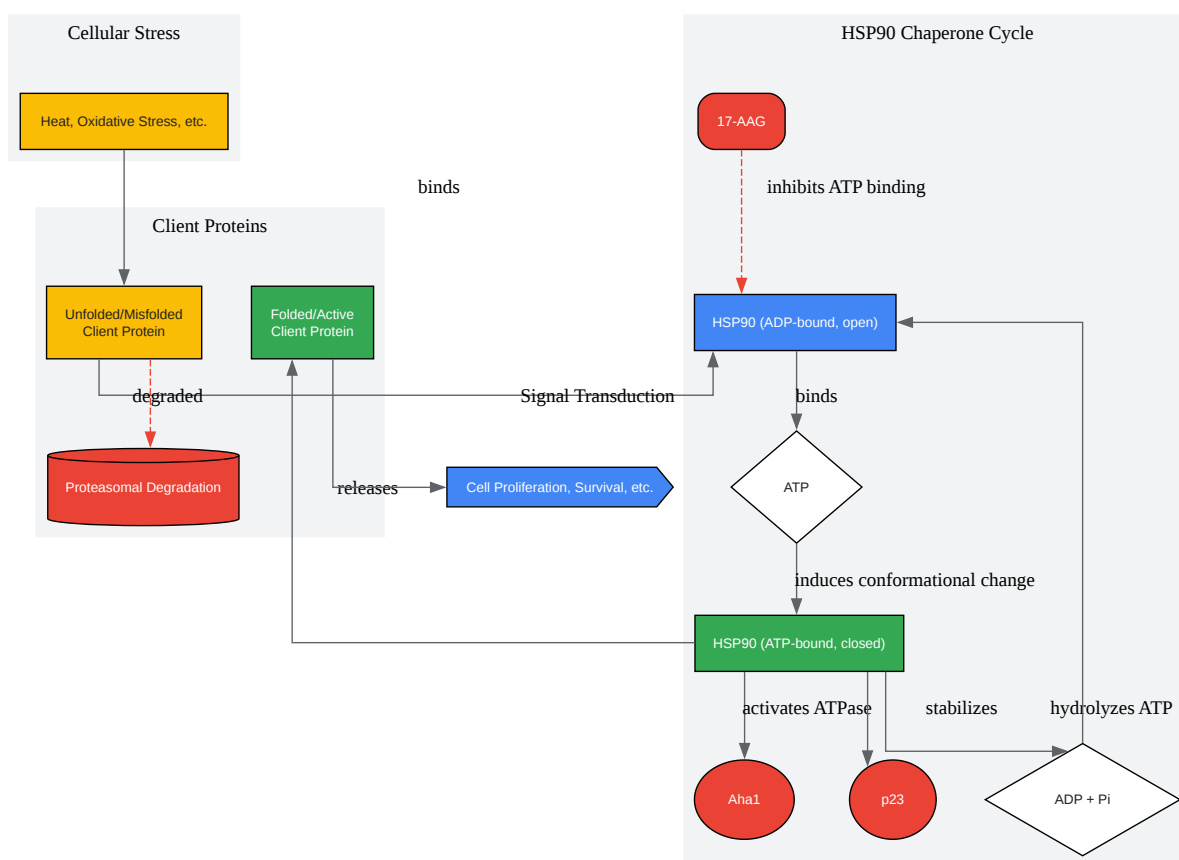 Cellular Stress
HSP90 Chaperone Cycle
Heat, Oxidative Stress, etc.
17-AAG
binds
inhibits ATP binding
Client Proteins
Unfolded/Misfolded
Client Protein
Folded/Active
Client Protein
HSP90 (ADP-bound, open)
degraded
Signal Transduction
binds
Proteasomal Degradation
releases
Cell Proliferation, Survival, etc.
ATP
induces conformational change
HSP90 (ATP-bound, closed)
activates ATPase
stabilizes
hydrolyzes ATP
Aha1
p23
ADP + Pi